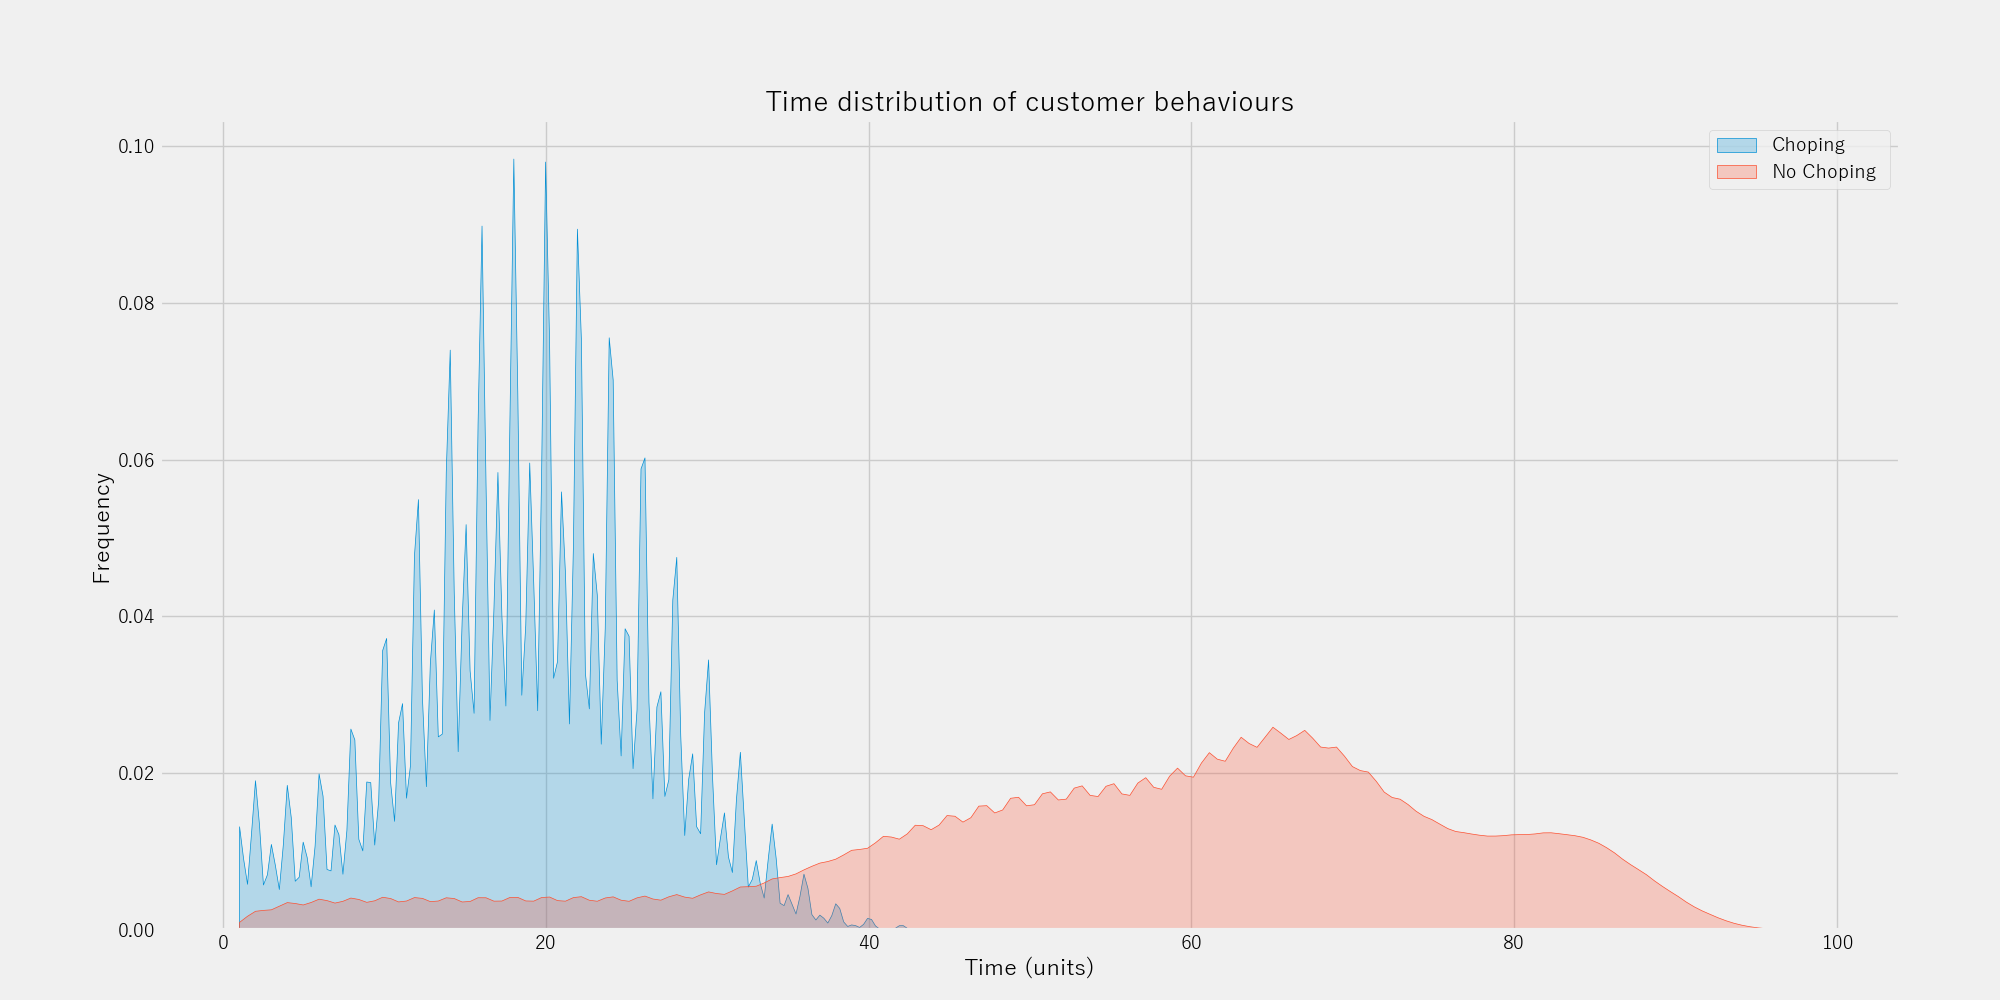 Time distribution of customer behaviours
Choping
No Choping
Frequency
0.10
0.08
0.06
0.04
0.02
0.00
0 20 40 60 80 100
Time (units)